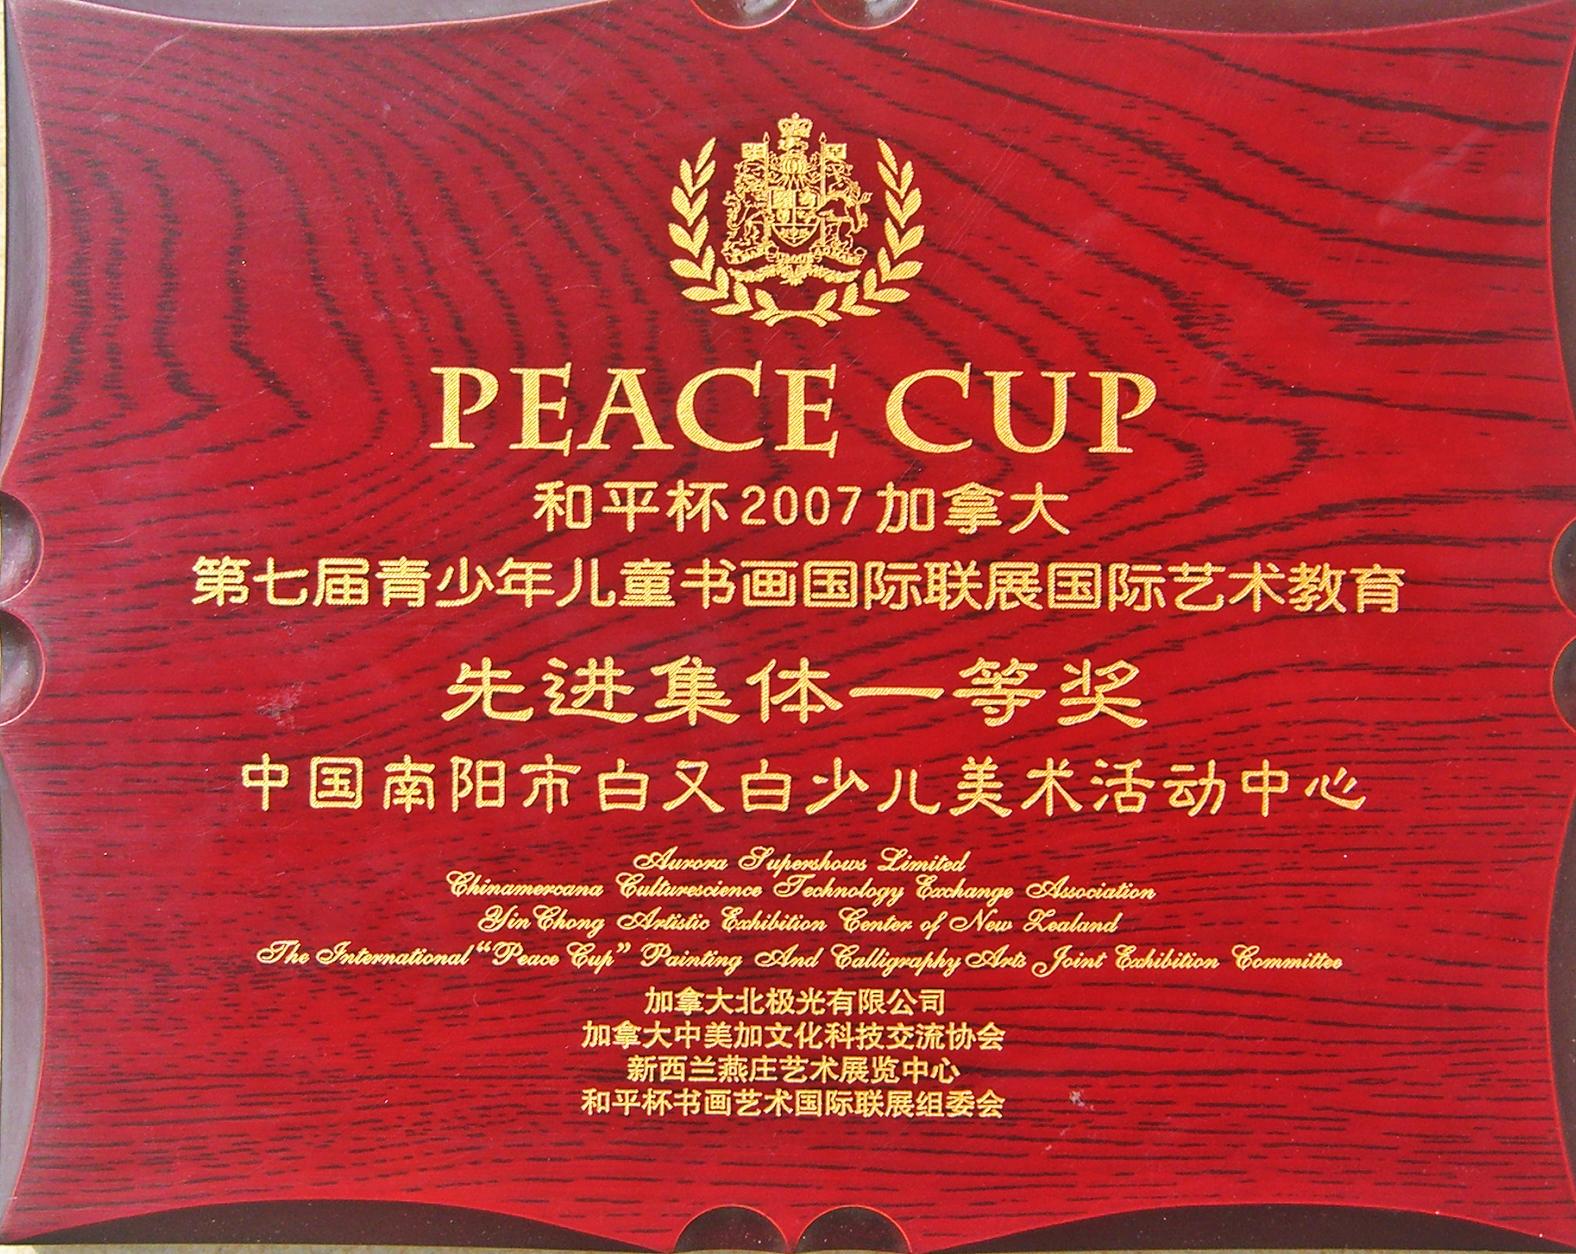 PEACE CUP
和平杯2007加拿大
第七届青少年儿童书画国际联展国际艺术教育
先进集体一等奖
中国南阳市白又白少儿美术活动中心
Aurora Supershows Limited
Chinamercana Culturescience Technology Exchange Association
YinChong Artistic Exhibition Center of New Zealand
The International “Peace Cup” Painting And Calligraphy Arts Joint Exhibition Committee
加拿大北极光有限公司
加拿大中美加文化科技交流协会
新西兰燕庄艺术展览中心
和平杯书画艺术国际联展组委会